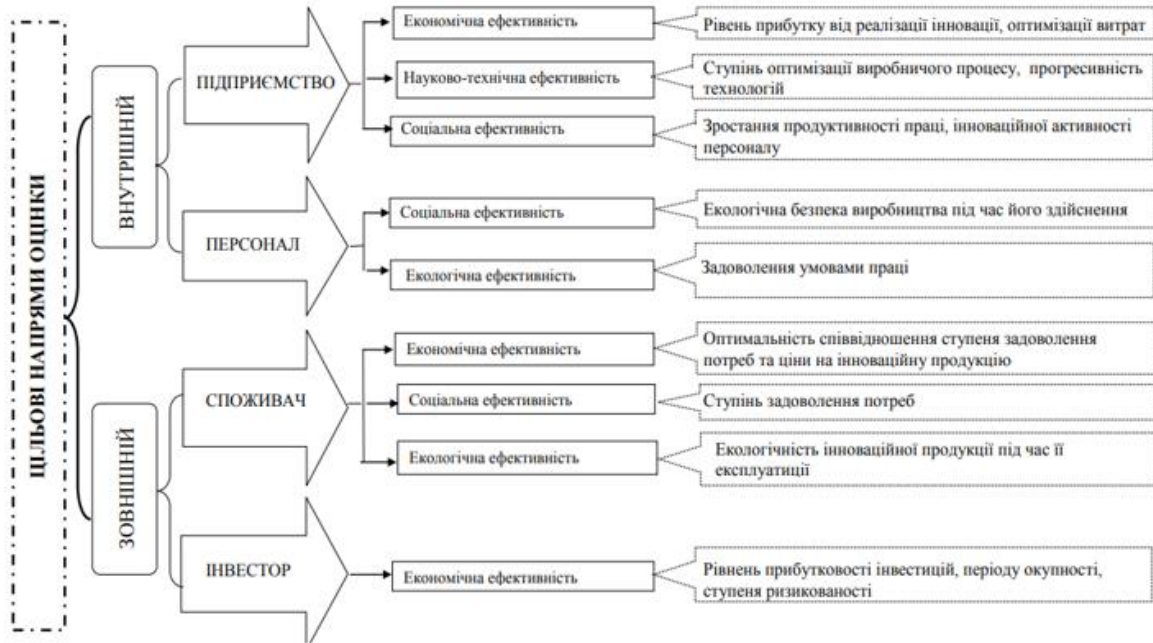 ЦІЛЬОВІ НАПРЯМИ ОЦІНКИ
ВНУТРІШНІЙ
ПІДПРИЄМСТВО
Економічна ефективність
Рівень прибутку від реалізації інновації, оптимізації витрат
Науково-технічна ефективність
Ступінь оптимізації виробничого процесу, прогресивність
технологій
Соціальна ефективність
Зростання продуктивності праці, інноваційної активності
персоналу
ПЕРСОНАЛ
Соціальна ефективність
Екологічна безпека виробництва під час його здійснення
Екологічна ефективність
Задоволення умовами праці
ЗОВНІШНІЙ
СПОЖИВАЧ
Економічна ефективність
Оптимальність співвідношення ступеня задоволення
потреб та ціни на інноваційну продукцію
Соціальна ефективність
Ступінь задоволення потреб
Екологічна ефективність
Екологічність інноваційної продукції під час її
експлуатиції
ІНВЕСТОР
Економічна ефективність
Рівнень прибутковості інвестицій, періоду окупності,
ступеня ризикованості